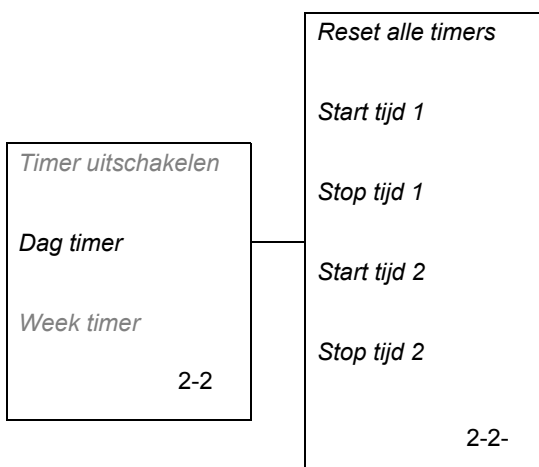 Timer uitschakelen
Dag timer
Week timer
2-2
Reset alle timers
Start tijd 1
Stop tijd 1
Start tijd 2
Stop tijd 2
2-2-